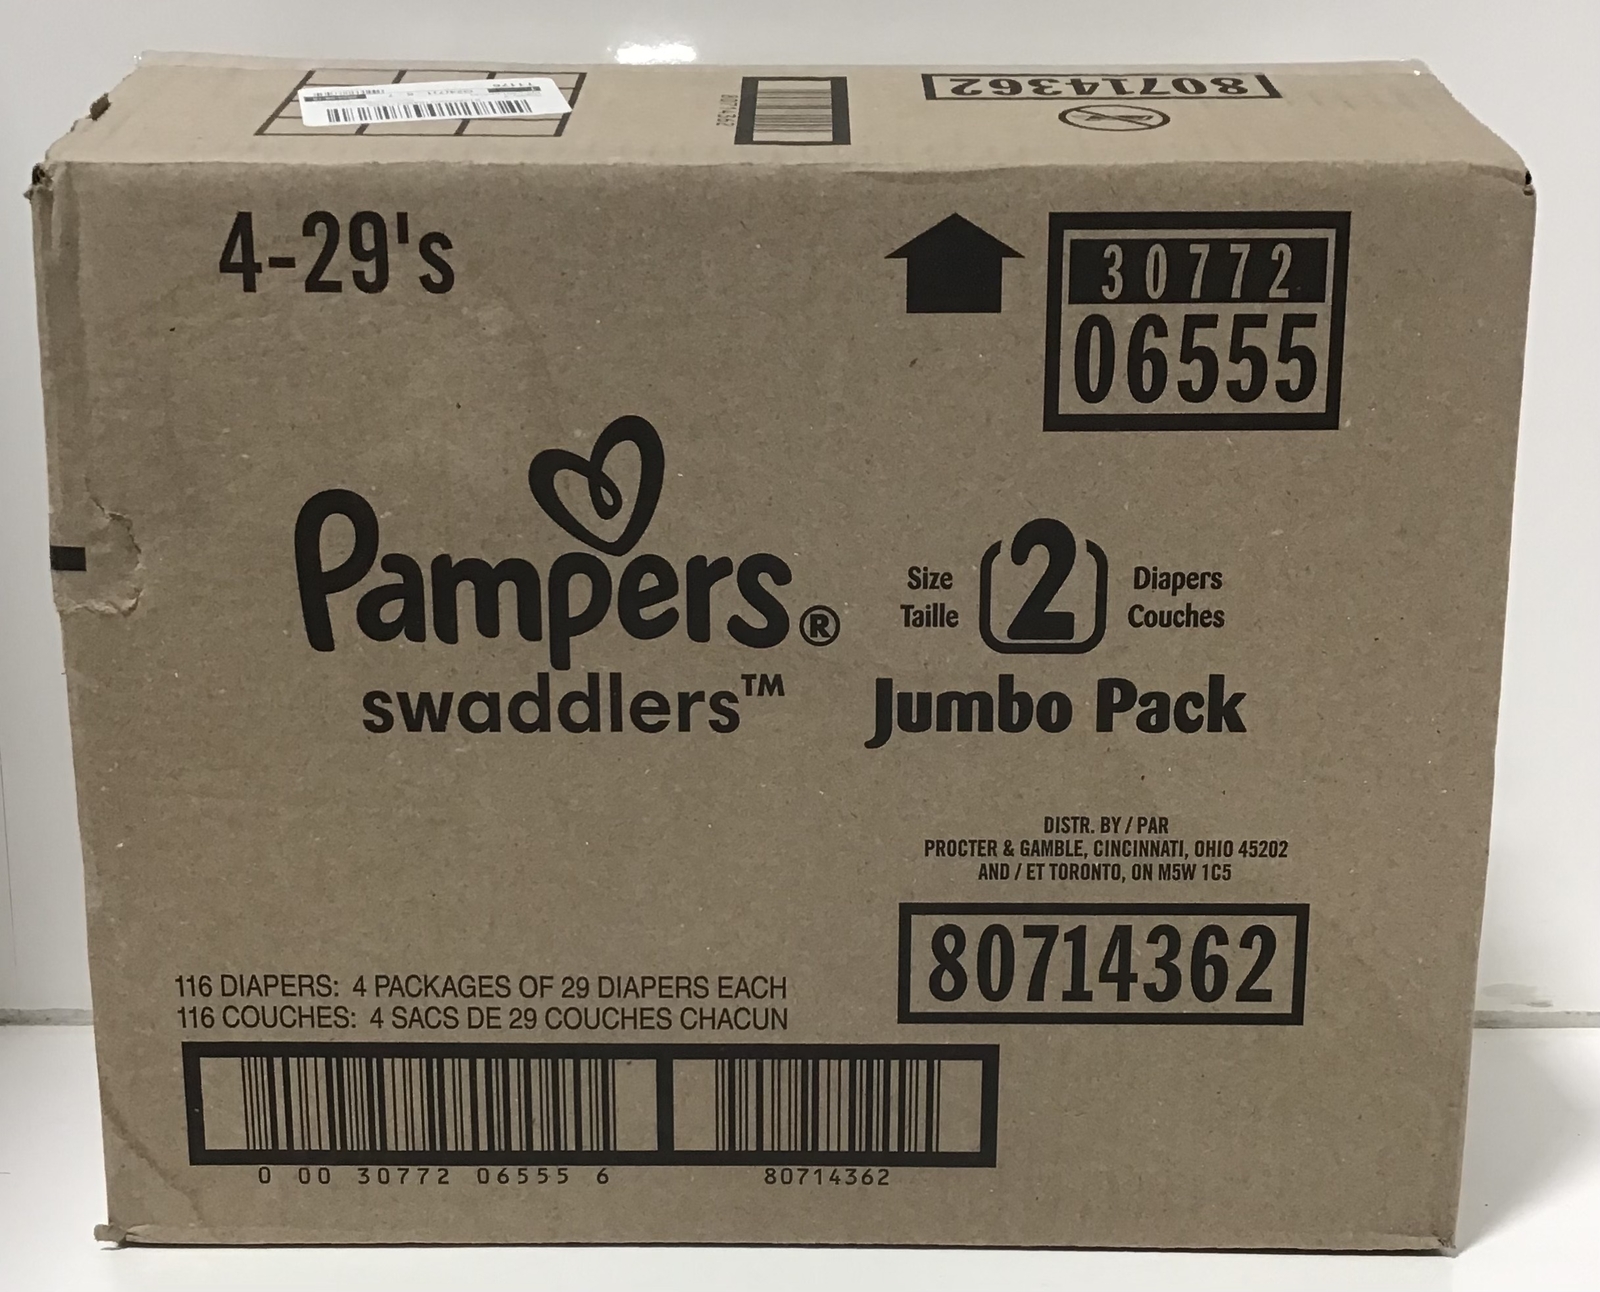 80714362
80714362
4-29's
30772
06555
Pampers®
swaddlers™
Size
Taille
2
Diapers
Couches
Jumbo Pack
DISTR. BY / PAR
PROCTER & GAMBLE, CINCINNATI, OHIO 45202
AND / ET TORONTO, ON M5W 1C5
80714362
116 DIAPERS: 4 PACKAGES OF 29 DIAPERS EACH
116 COUCHES: 4 SACS DE 29 COUCHES CHACUN
0 00 30772 06555 6
80714362